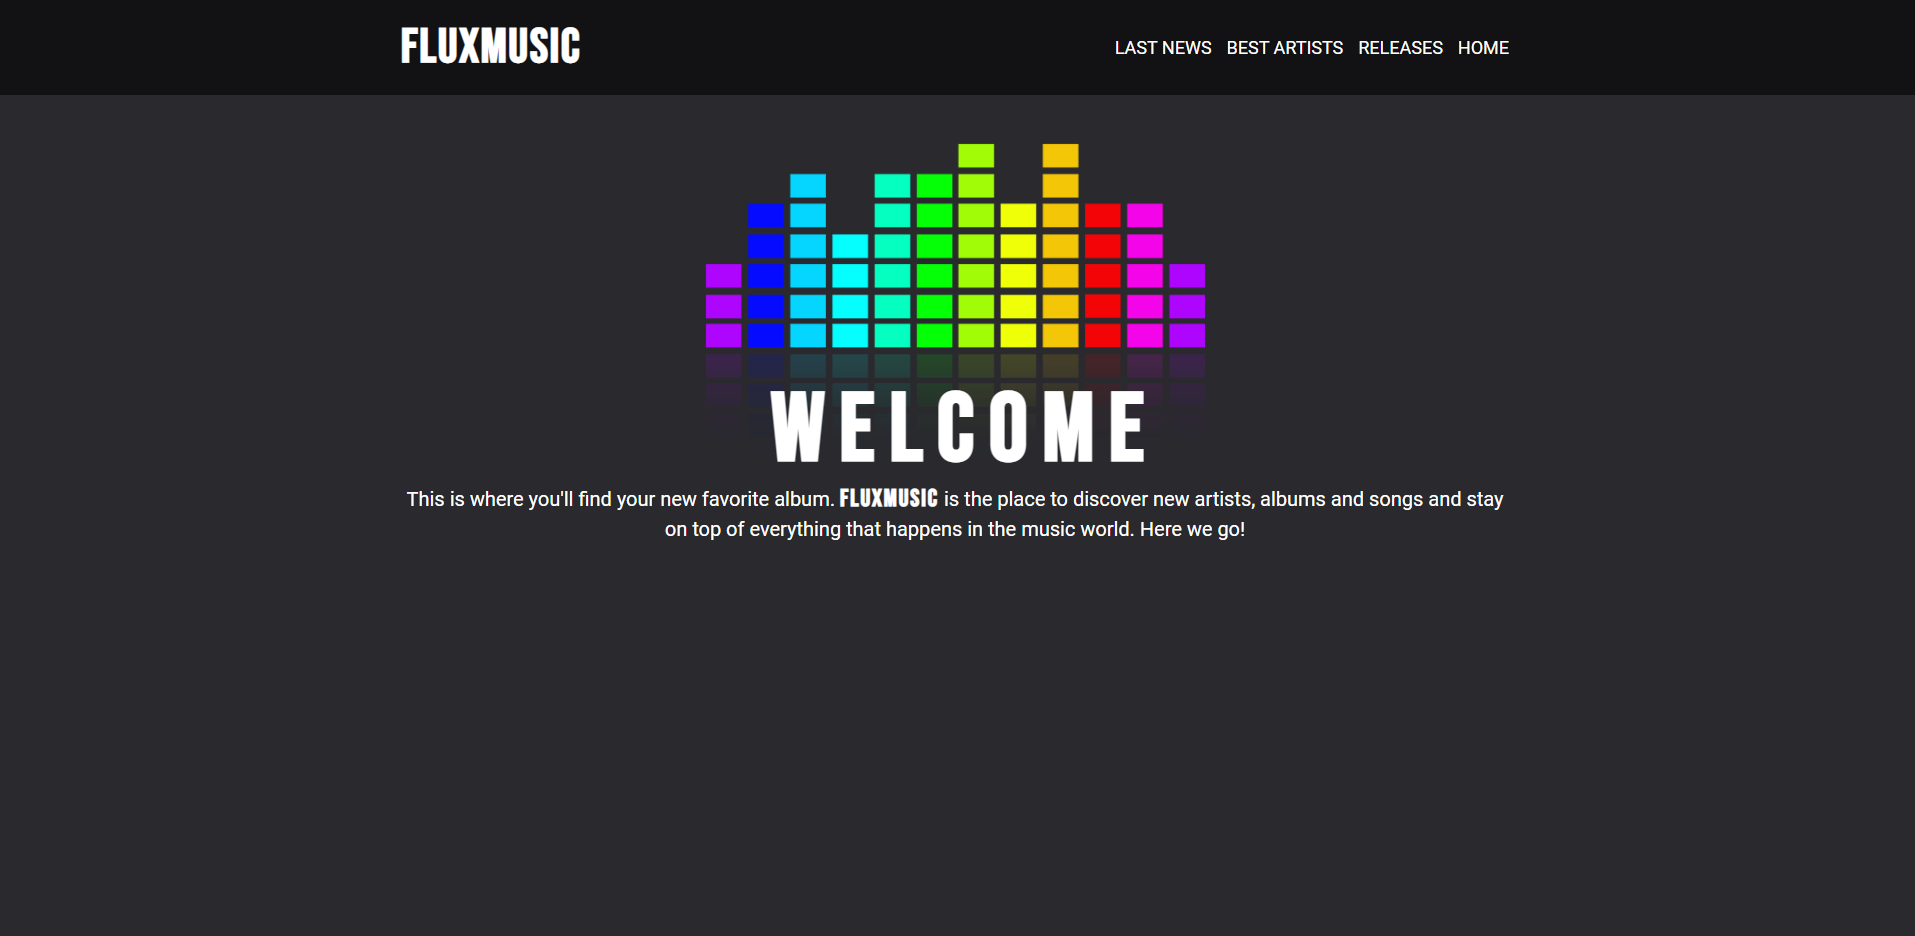 FLUXMUSIC
LAST NEWS BEST ARTISTS RELEASES HOME
WELCOME
This is where you'll find your new favorite album. FLUXMUSIC is the place to discover new artists, albums and songs and stay
on top of everything that happens in the music world. Here we go!